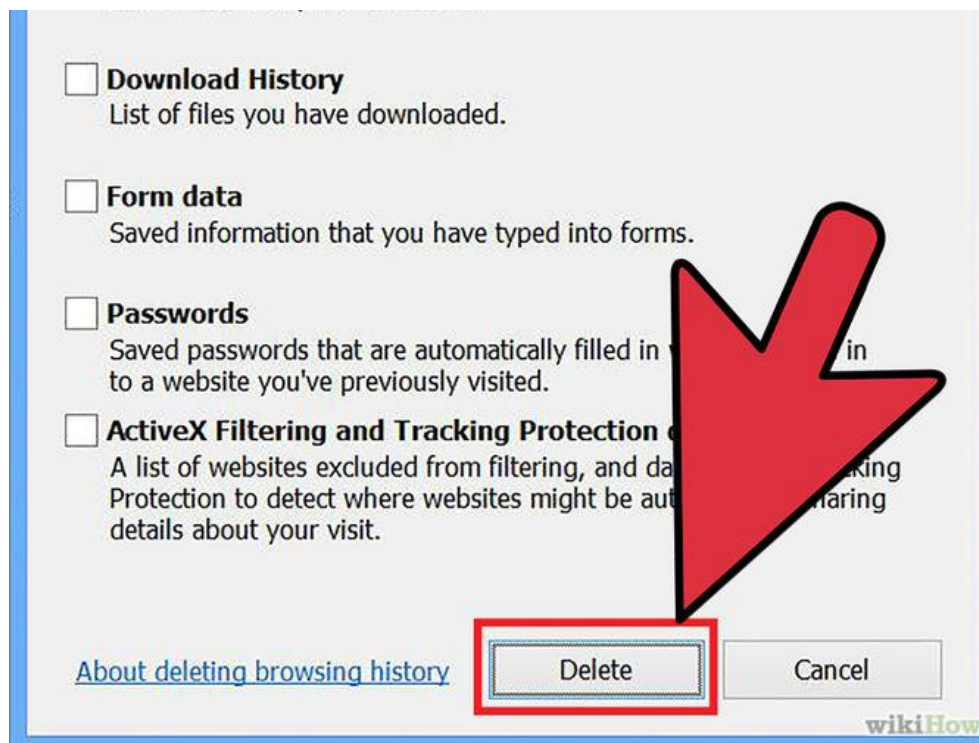 Download History
List of files you have downloaded.
Form data
Saved information that you have typed into forms.
Passwords
Saved passwords that are automatically filled in in
to a website you've previously visited.
ActiveX Filtering and Tracking Protection
A list of websites excluded from filtering, and
Protection to detect where websites might be
details about your visit.
About deleting browsing history
Delete
Cancel
wikiHow